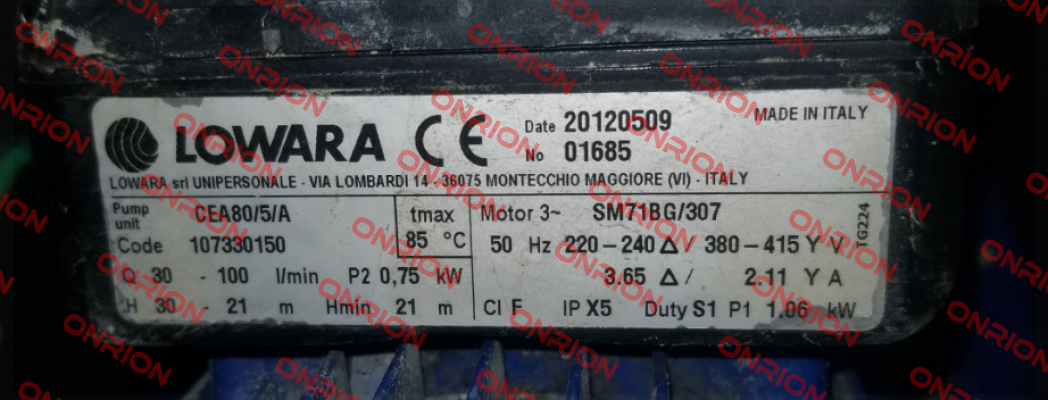 LOWARA CE Date 20120509 MADE IN ITALY
No 01685
LOWARA srl UNIPERSONALE - VIA LOMBARDI 14 - 36075 MONTECCHIO MAGGIORE (VI) - ITALY
Pump unit CEA80/5/A tmax Motor 3~ SM71BG/307
Code 107330150 85 °C 50 Hz 220-240 Δ / 380-415 Y V
Q 30 - 100 l/min P2 0,75 kW 3.65 Δ / 2.11 Y A
H 30 - 21 m Hmin 21 m Cl F IP X5 Duty S1 P1 1.06 kW
TG224
ONRION